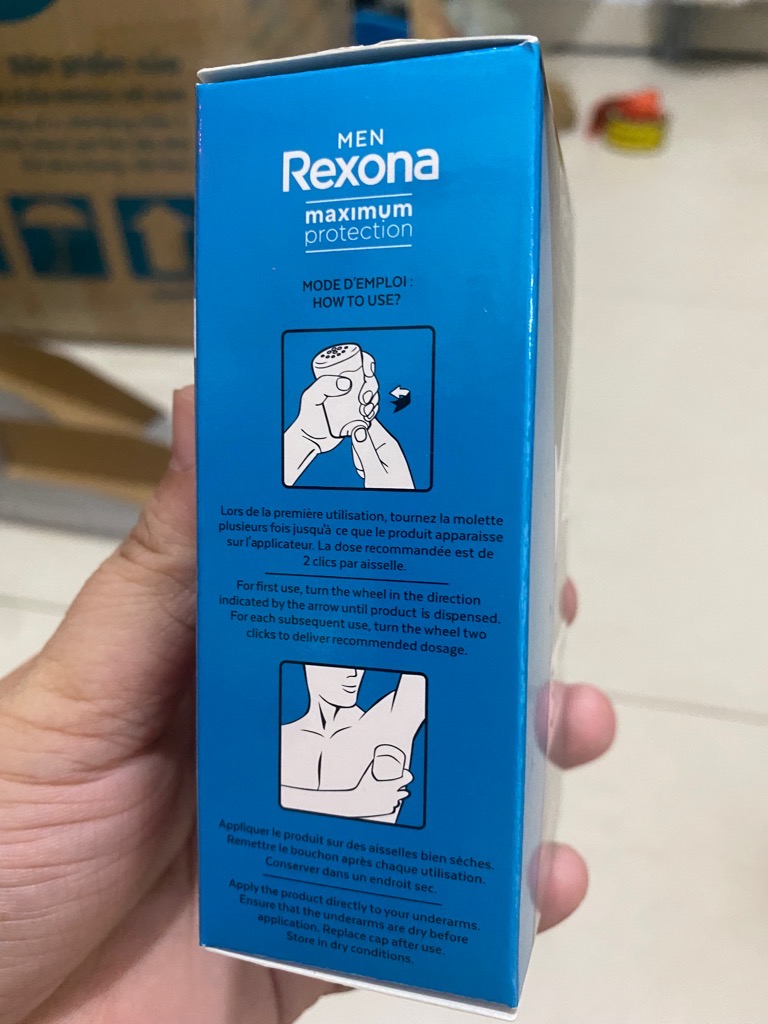 MEN
Rexona
maximum
protection
MODE D'EMPLOI :
HOW TO USE?
Lors de la première utilisation, tournez la molette
plusieurs fois jusqu'à ce que le produit apparaisse
sur l'applicateur. La dose recommandée est de
2 clics par aisselle.
For first use, turn the wheel in the direction
indicated by the arrow until product is dispensed.
For each subsequent use, turn the wheel two
clicks to deliver recommended dosage.
Appliquer le produit sur des aisselles bien sèches.
Remettre le bouchon après chaque utilisation.
Conserver dans un endroit sec.
Apply the product directly to your underarms.
Ensure that the underarms are dry before
application. Replace cap after use.
Store in dry conditions.